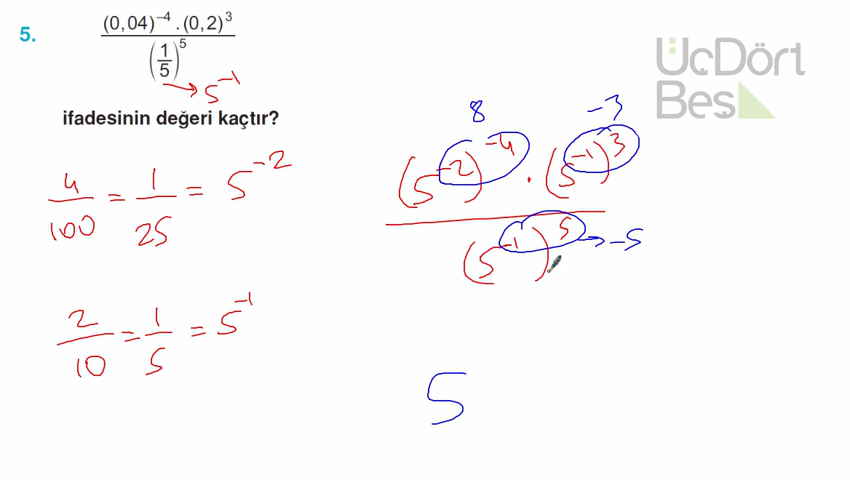 5. (0,04)⁻⁴ . (0,2)³ / (1/5)⁵
→ 5⁻¹
ifadesinin değeri kaçtır?
4/100 = 1/25 = 5⁻²
2/10 = 1/5 = 5⁻¹
ÜçDört
Beş
8 -3
(5⁻²)⁻⁴ . (5⁻¹)³
(5⁻¹)⁵ → -5
5